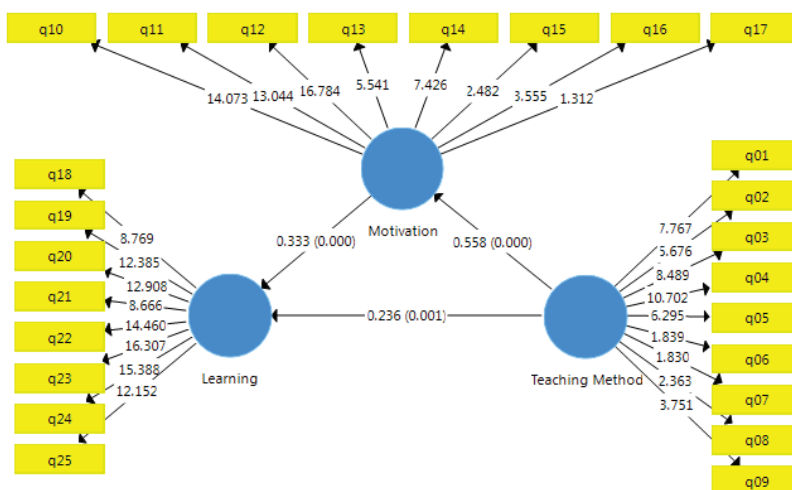 q10 q11 q12 q13 q14 q15 q16 q17
14.073 13.044 16.784 5.541 7.426 2.482 3.555 1.312
Motivation
q18
q19
q20
q21
q22
q23
q24
q25
8.769
12.385
12.908
8.666
14.460
16.307
15.388
12.152
Learning
0.333 (0.000)
0.558 (0.000)
0.236 (0.001)
Teaching Method
7.767
5.676
8.489
10.702
6.295
1.839
1.830
2.363
3.751
q01
q02
q03
q04
q05
q06
q07
q08
q09